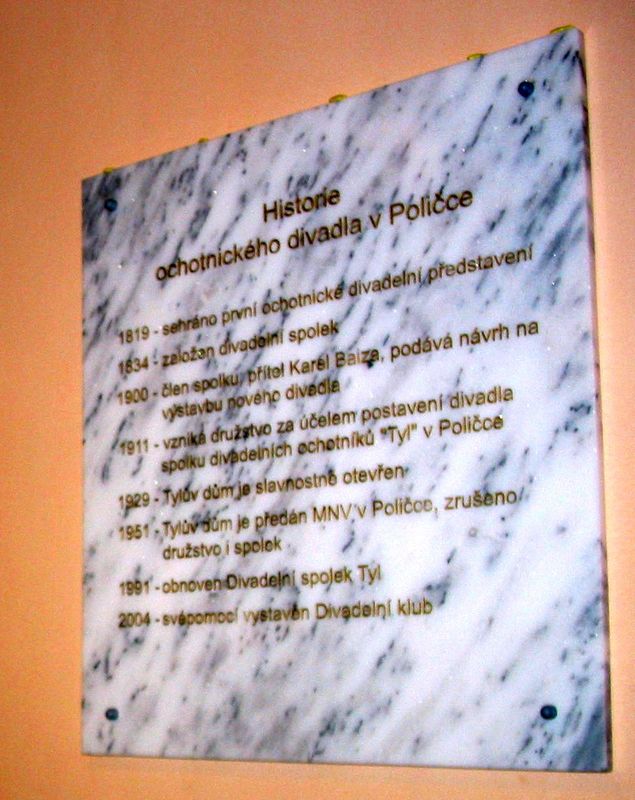 Historie
ochotnického divadla v Poličce
1819 - sehráno první ochotnické divadelní představení
1834 - založen divadelní spolek
1900 - člen spolku, přítel Karel Balza, podává návrh na
výstavbu nového divadla
1911 - vzniká družstvo za účelem postavení divadla
spolku divadelních ochotníků "Tyl" v Poličce
1929 - Tylův dům je slavnostně otevřen
1951 - Tylův dům je předán MNV v Poličce, zrušeno
družstvo i spolek
1991 - obnoven Divadelní spolek Tyl
2004 - svépomocí vystavěn Divadelní klub